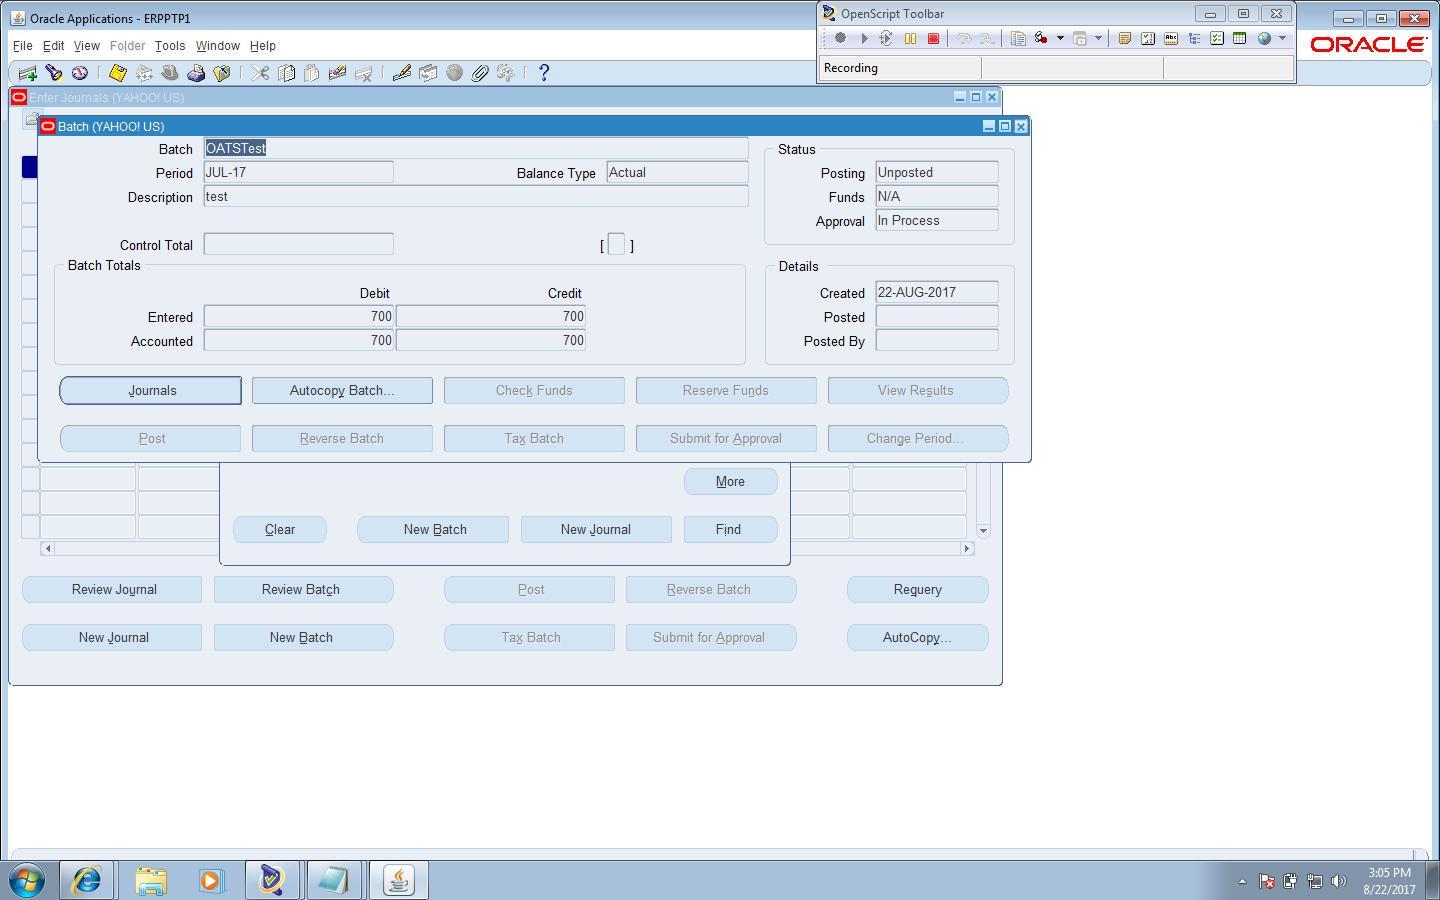 Oracle Applications - ERPPTP1
OpenScript Toolbar
File Edit View Folder Tools Window Help
ORACLE
Recording
Enter Journals (YAHOO! US)
Batch (YAHOO! US)
Batch OATSTest
Status
Period JUL-17 Balance Type Actual
Posting Unposted
Description test
Funds N/A
Approval In Process
Control Total [ ]
Batch Totals
Details
Debit Credit
Created 22-AUG-2017
Entered 700 700
Posted
Accounted 700 700
Posted By
Journals Autocopy Batch... Check Funds Reserve Funds View Results
Post Reverse Batch Tax Batch Submit for Approval Change Period...
More
Clear New Batch New Journal Find
Review Journal Review Batch Post Reverse Batch Requery
New Journal New Batch Tax Batch Submit for Approval AutoCopy...
3:05 PM
8/22/2017